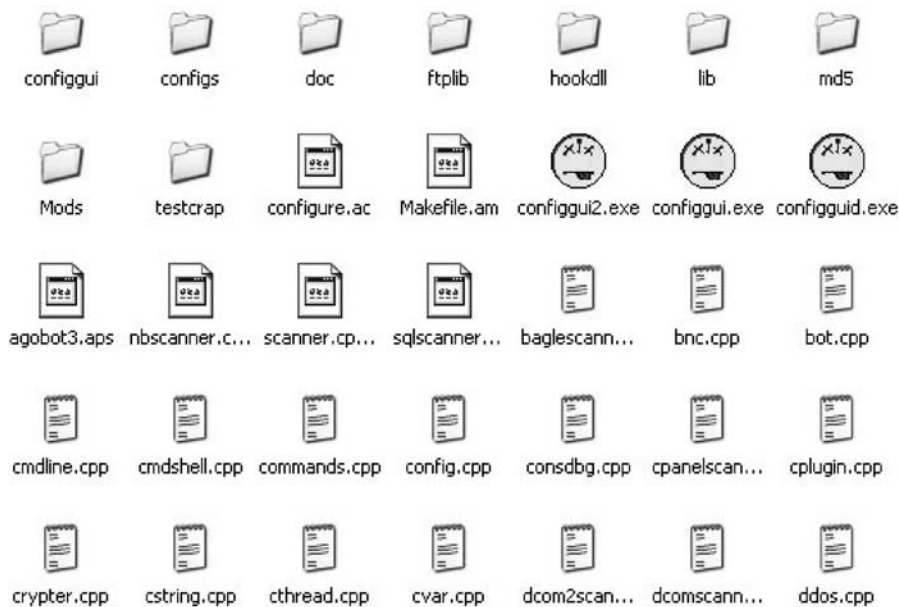 configgui configs doc ftplib hookdll lib md5
Mods testcrap configure.ac Makefile.am configgui2.exe configgui.exe configguid.exe
agobot3.aps nbscanner.c... scanner.cp... sqlscanner... baglescann... bnc.cpp bot.cpp
cmdline.cpp cmdshell.cpp commands.cpp config.cpp consdbg.cpp cpanelscan... cplugin.cpp
crypter.cpp cstring.cpp cthread.cpp cvar.cpp dcom2scan... dcomscann... ddos.cpp